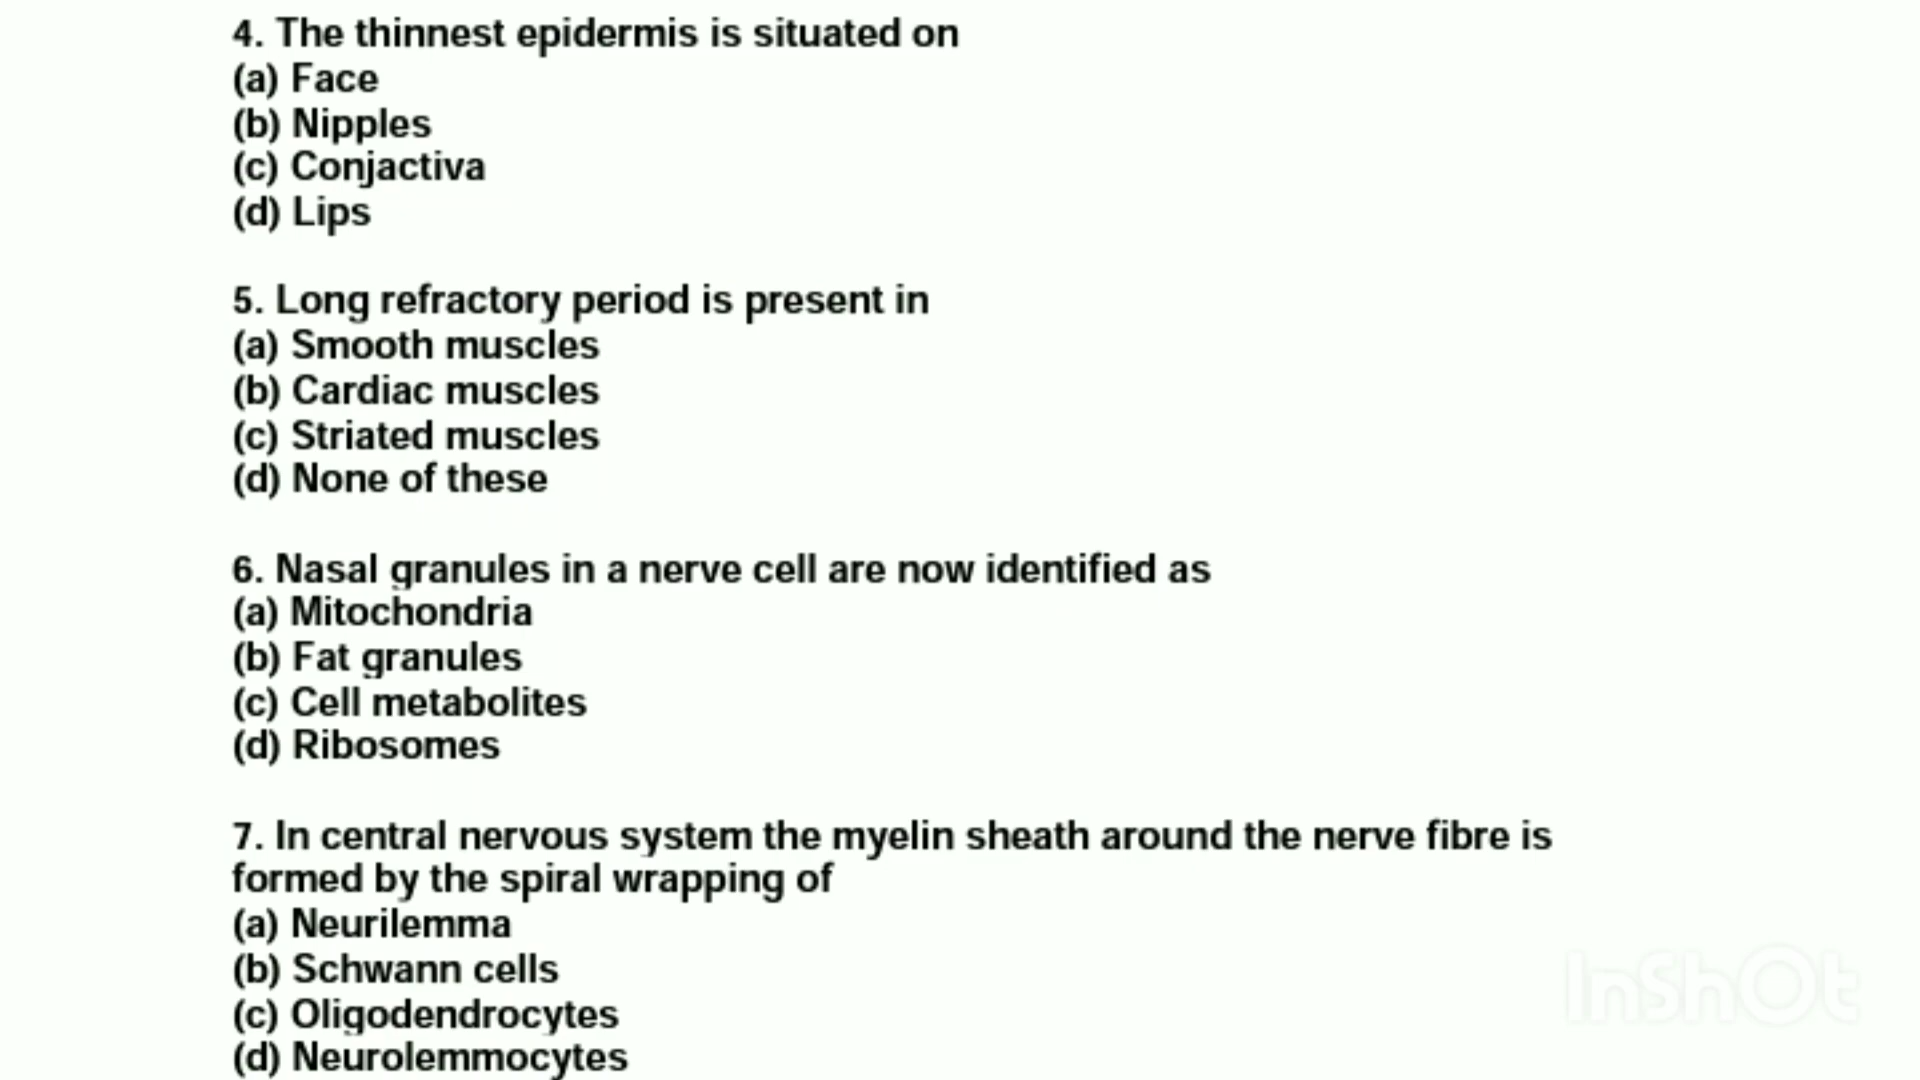 4. The thinnest epidermis is situated on
(a) Face
(b) Nipples
(c) Conjactiva
(d) Lips
5. Long refractory period is present in
(a) Smooth muscles
(b) Cardiac muscles
(c) Striated muscles
(d) None of these
6. Nasal granules in a nerve cell are now identified as
(a) Mitochondria
(b) Fat granules
(c) Cell metabolites
(d) Ribosomes
7. In central nervous system the myelin sheath around the nerve fibre is
formed by the spiral wrapping of
(a) Neurilemma
(b) Schwann cells
(c) Oligodendrocytes
(d) Neurolemmocytes
InShOt